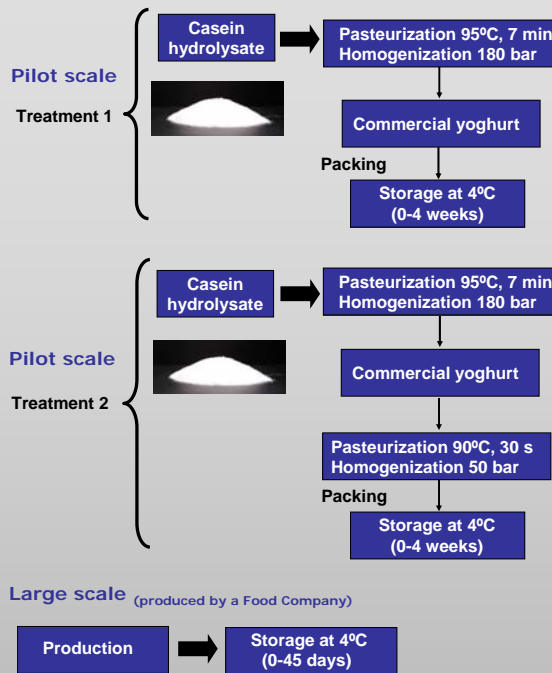 Casein
hydrolysate
Pasteurization 95ºC, 7 min
Homogenization 180 bar
Pilot scale
Treatment 1
Commercial yoghurt
Packing
Storage at 4ºC
(0-4 weeks)
Casein
hydrolysate
Pasteurization 95ºC, 7 min
Homogenization 180 bar
Pilot scale
Treatment 2
Commercial yoghurt
Pasteurization 90ºC, 30 s
Homogenization 50 bar
Packing
Storage at 4ºC
(0-4 weeks)
Large scale (produced by a Food Company)
Production
Storage at 4ºC
(0-45 days)